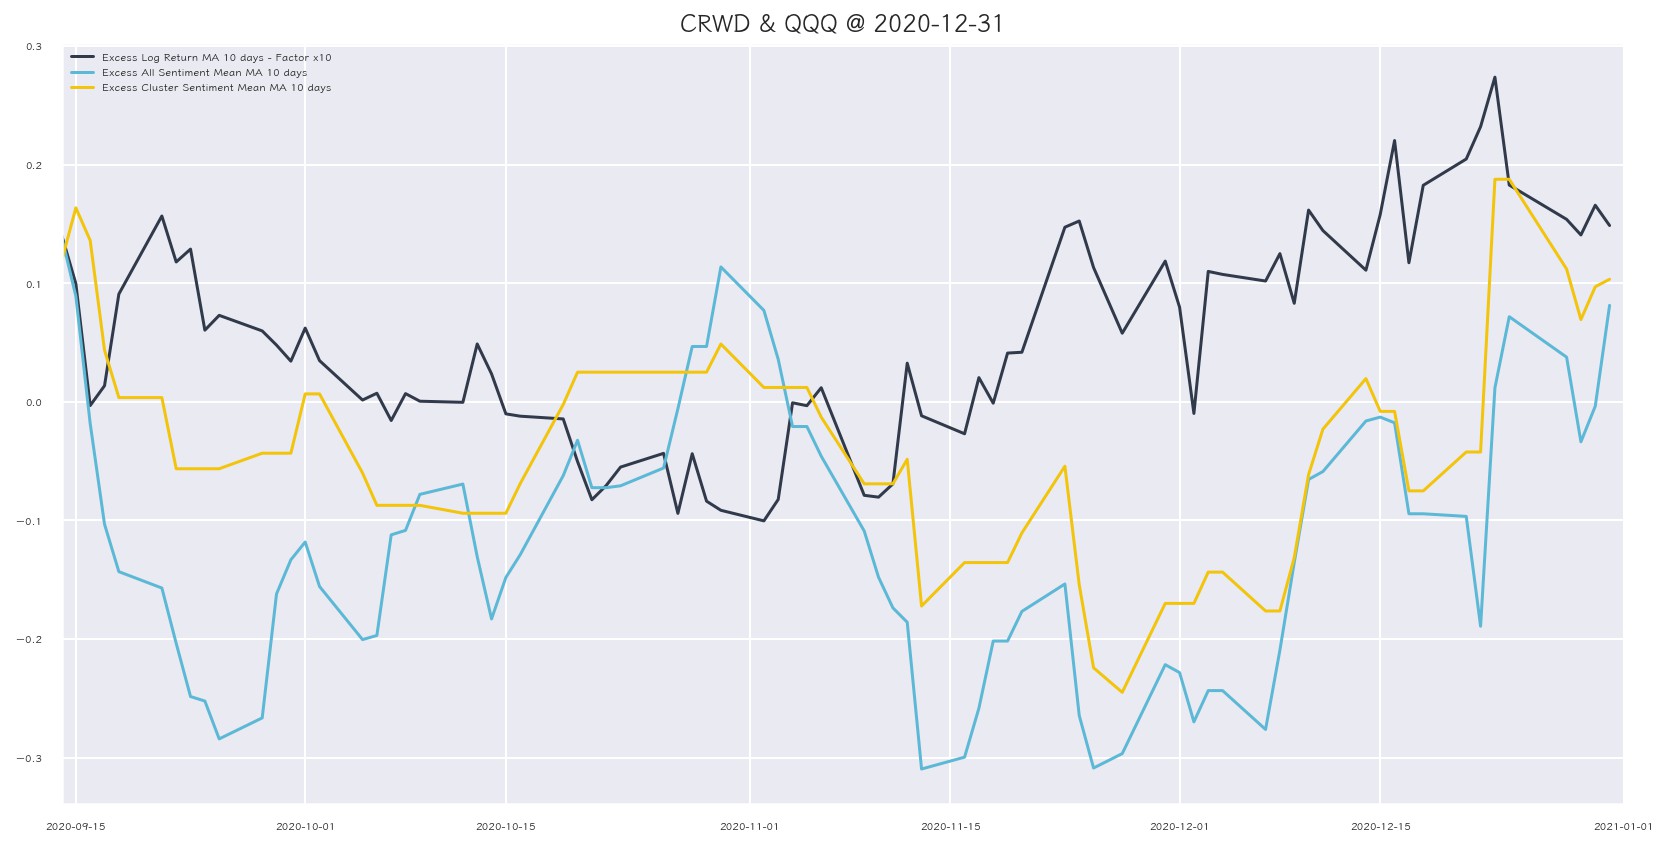 CRWD & QQQ @ 2020-12-31
0.3
Excess Log Return MA 10 days - Factor x10
Excess All Sentiment Mean MA 10 days
Excess Cluster Sentiment Mean MA 10 days
0.2
0.1
0.0
−0.1
−0.2
−0.3
2020-09-15 2020-10-01 2020-10-15 2020-11-01 2020-11-15 2020-12-01 2020-12-15 2021-01-01